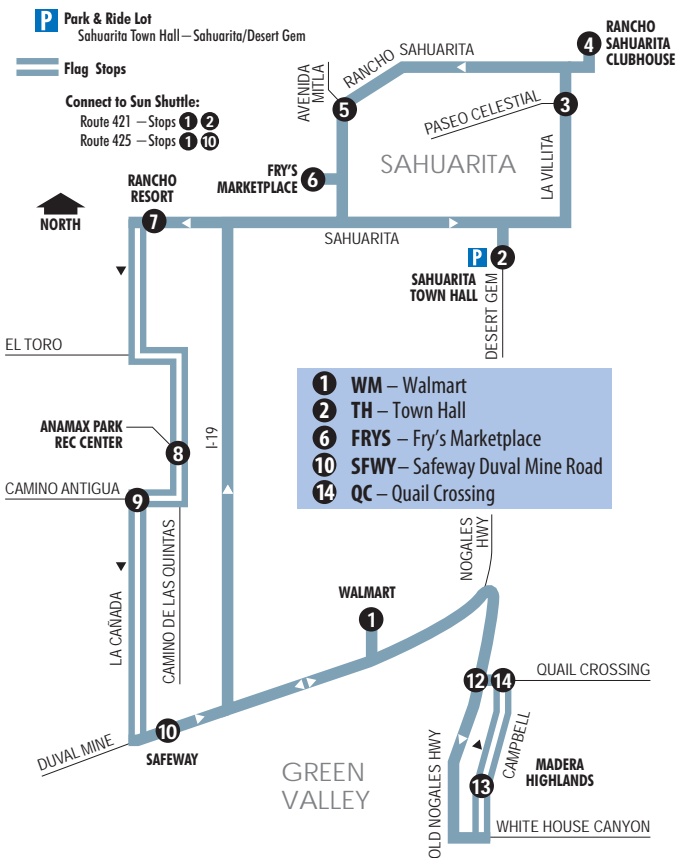 P Park & Ride Lot
Sahuarita Town Hall – Sahuarita/Desert Gem
Flag Stops
Connect to Sun Shuttle:
Route 421 – Stops 1 2
Route 425 – Stops 1 10
NORTH
RANCHO
SAHUARITA
CLUBHOUSE
4
RANCHO SAHUARITA
AVENIDA
MITLA
5
PASEO CELESTIAL
3
LA VILLITA
SAHUARITA
FRY'S
MARKETPLACE
6
RANCHO
RESORT
7
SAHUARITA
P 2
SAHUARITA
TOWN HALL
DESERT GEM
EL TORO
1 WM – Walmart
2 TH – Town Hall
6 FRYS – Fry's Marketplace
10 SFWY – Safeway Duval Mine Road
14 QC – Quail Crossing
ANAMAX PARK
REC CENTER
8
I-19
CAMINO ANTIGUA
9
LA CAÑADA
CAMINO DE LAS QUINTAS
NOGALES
HWY
WALMART
1
12 14
QUAIL CROSSING
DUVAL MINE
10
SAFEWAY
GREEN
VALLEY
OLD NOGALES HWY
CAMPBELL
MADERA
HIGHLANDS
13
WHITE HOUSE CANYON